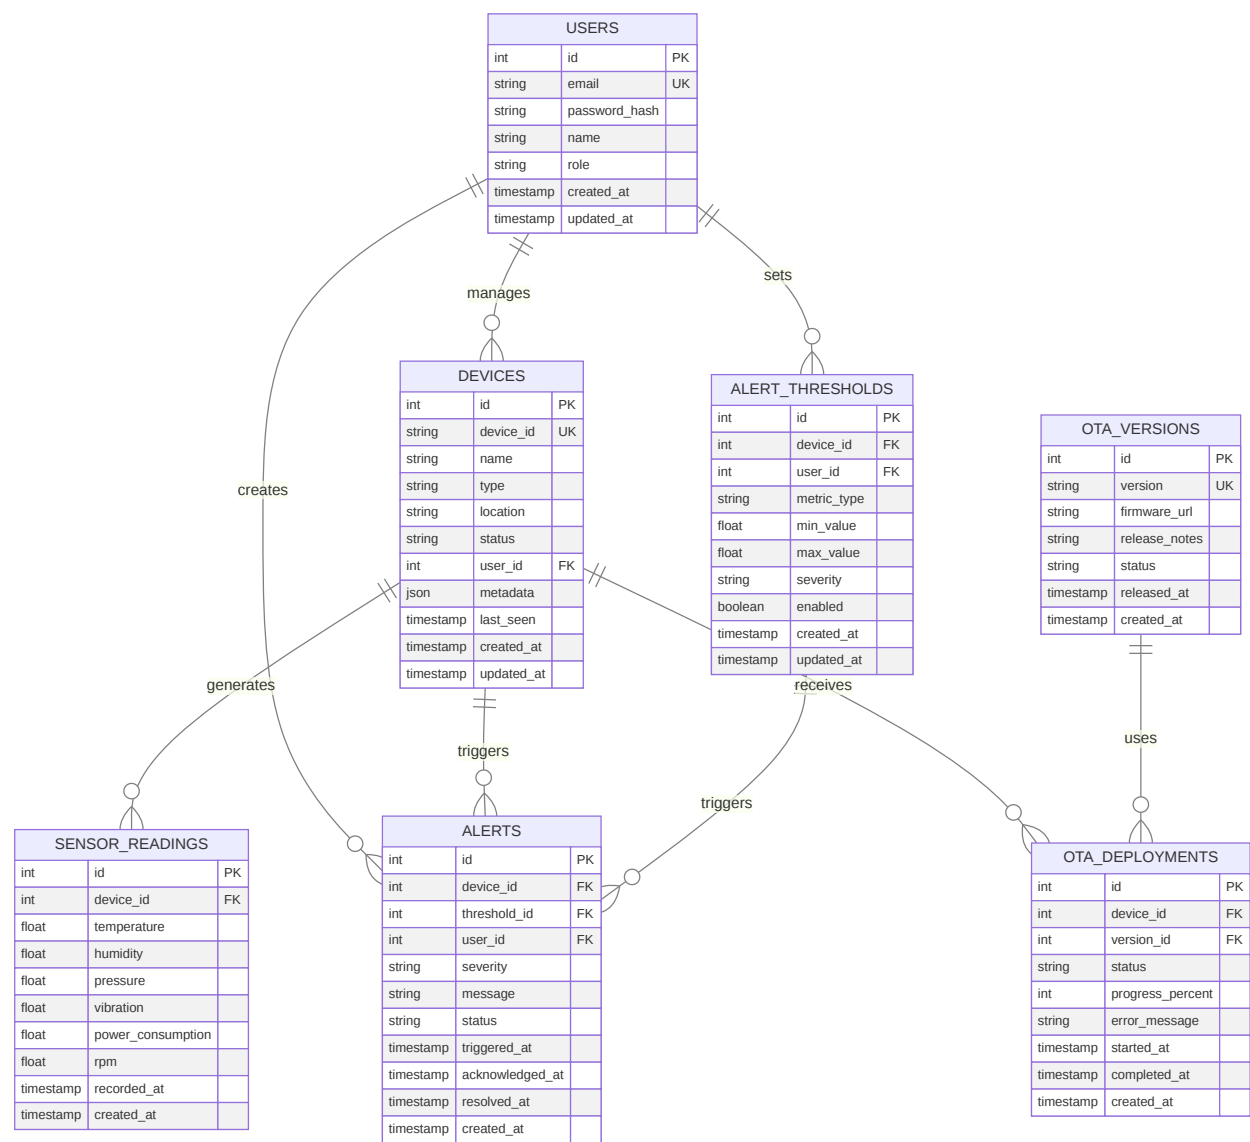 USERS
int id PK
string email UK
string password_hash
string name
string role
timestamp created_at
timestamp updated_at
manages
sets
creates
DEVICES
int id PK
string device_id UK
string name
string type
string location
string status
int user_id FK
json metadata
timestamp last_seen
timestamp created_at
timestamp updated_at
ALERT_THRESHOLDS
int id PK
int device_id FK
int user_id FK
string metric_type
float min_value
float max_value
string severity
boolean enabled
timestamp created_at
timestamp updated_at
OTA_VERSIONS
int id PK
string version UK
string firmware_url
string release_notes
string status
timestamp released_at
timestamp created_at
generates
receives
triggers
uses
triggers
SENSOR_READINGS
int id PK
int device_id FK
float temperature
float humidity
float pressure
float vibration
float power_consumption
float rpm
timestamp recorded_at
timestamp created_at
ALERTS
int id PK
int device_id FK
int threshold_id FK
int user_id FK
string severity
string message
string status
timestamp triggered_at
timestamp acknowledged_at
timestamp resolved_at
timestamp created_at
OTA_DEPLOYMENTS
int id PK
int device_id FK
int version_id FK
string status
int progress_percent
string error_message
timestamp started_at
timestamp completed_at
timestamp created_at